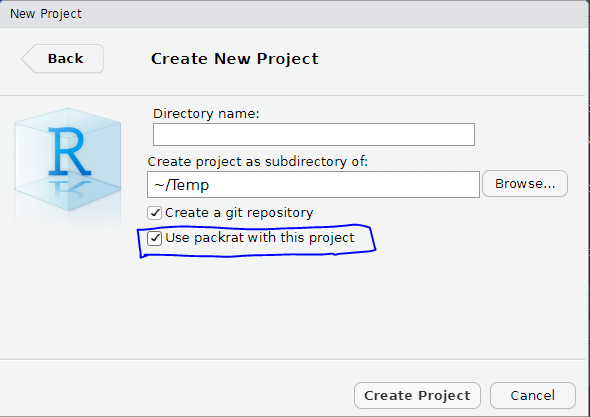 New Project
Back
Create New Project
R
Directory name:
Create project as subdirectory of:
~/Temp
Browse...
Create a git repository
Use packrat with this project
Create Project
Cancel